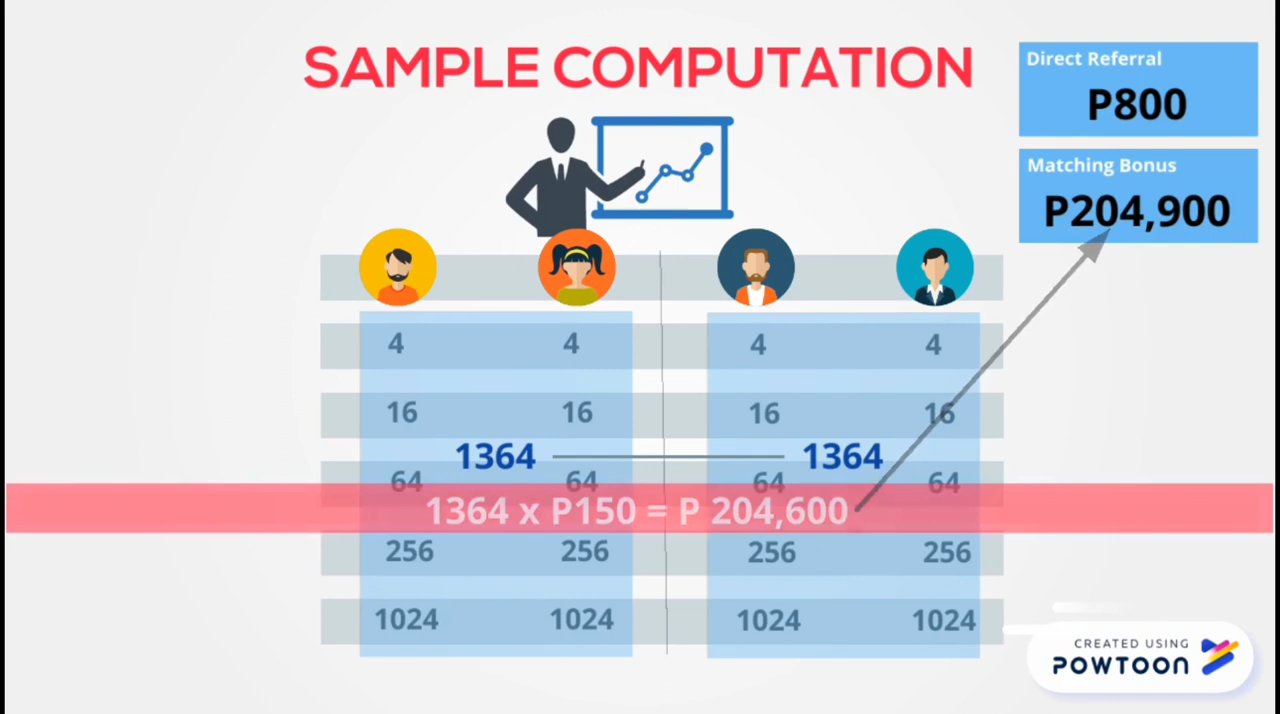 SAMPLE COMPUTATION
Direct Referral
P800
Matching Bonus
P204,900
4 4 4 4
16 16 16 16
1364 1364
64 64 64 64
1364 x P150 = P 204,600
256 256 256 256
1024 1024 1024 1024
CREATED USING
POWTOON